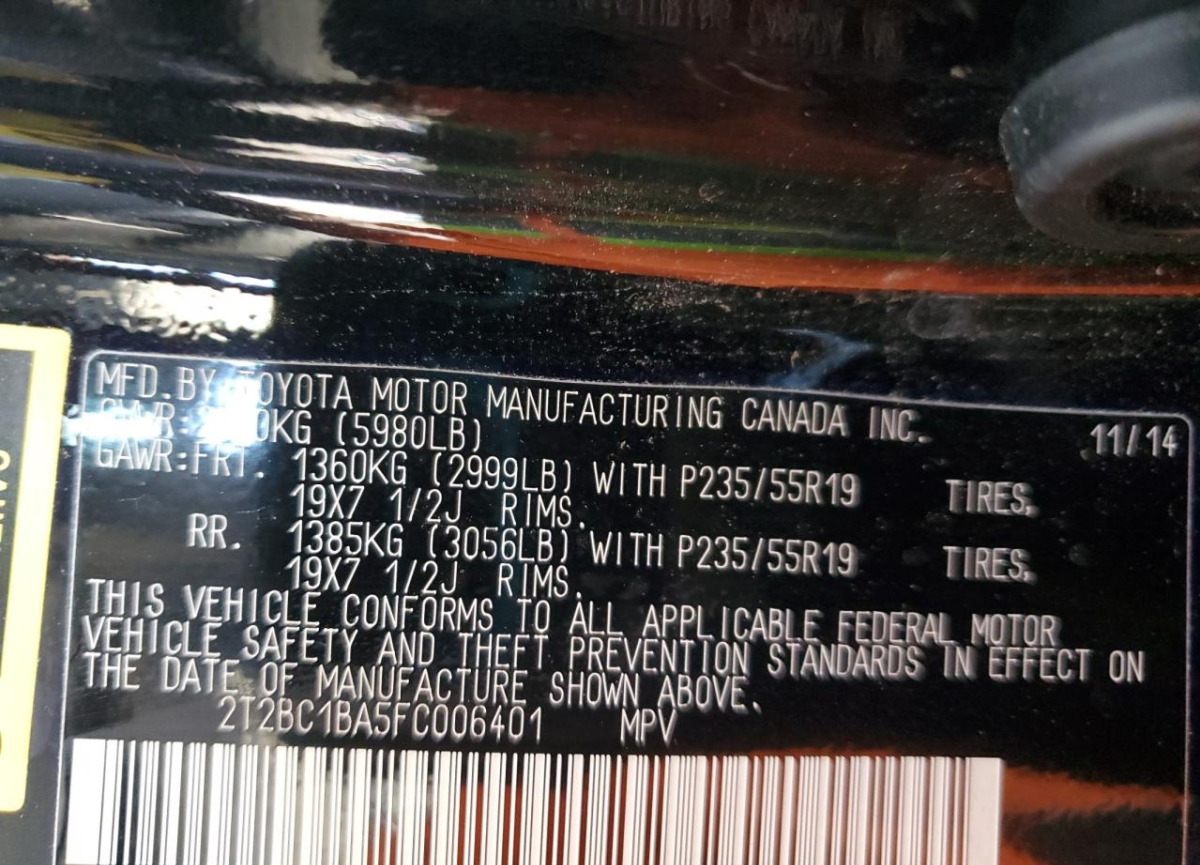 MFD. BY TOYOTA MOTOR MANUFACTURING CANADA INC. 11/14
(5980LB)
GAWR:FRT. 1360KG (2999LB) WITH P235/55R19 TIRES,
19X7 1/2J RIMS.
RR. 1385KG (3056LB) WITH P235/55R19 TIRES,
19X7 1/2J RIMS.
THIS VEHICLE CONFORMS TO ALL APPLICABLE FEDERAL MOTOR
VEHICLE SAFETY AND THEFT PREVENTION STANDARDS IN EFFECT ON
THE DATE OF MANUFACTURE SHOWN ABOVE.
2T2BC1BA5FC006401 MPV